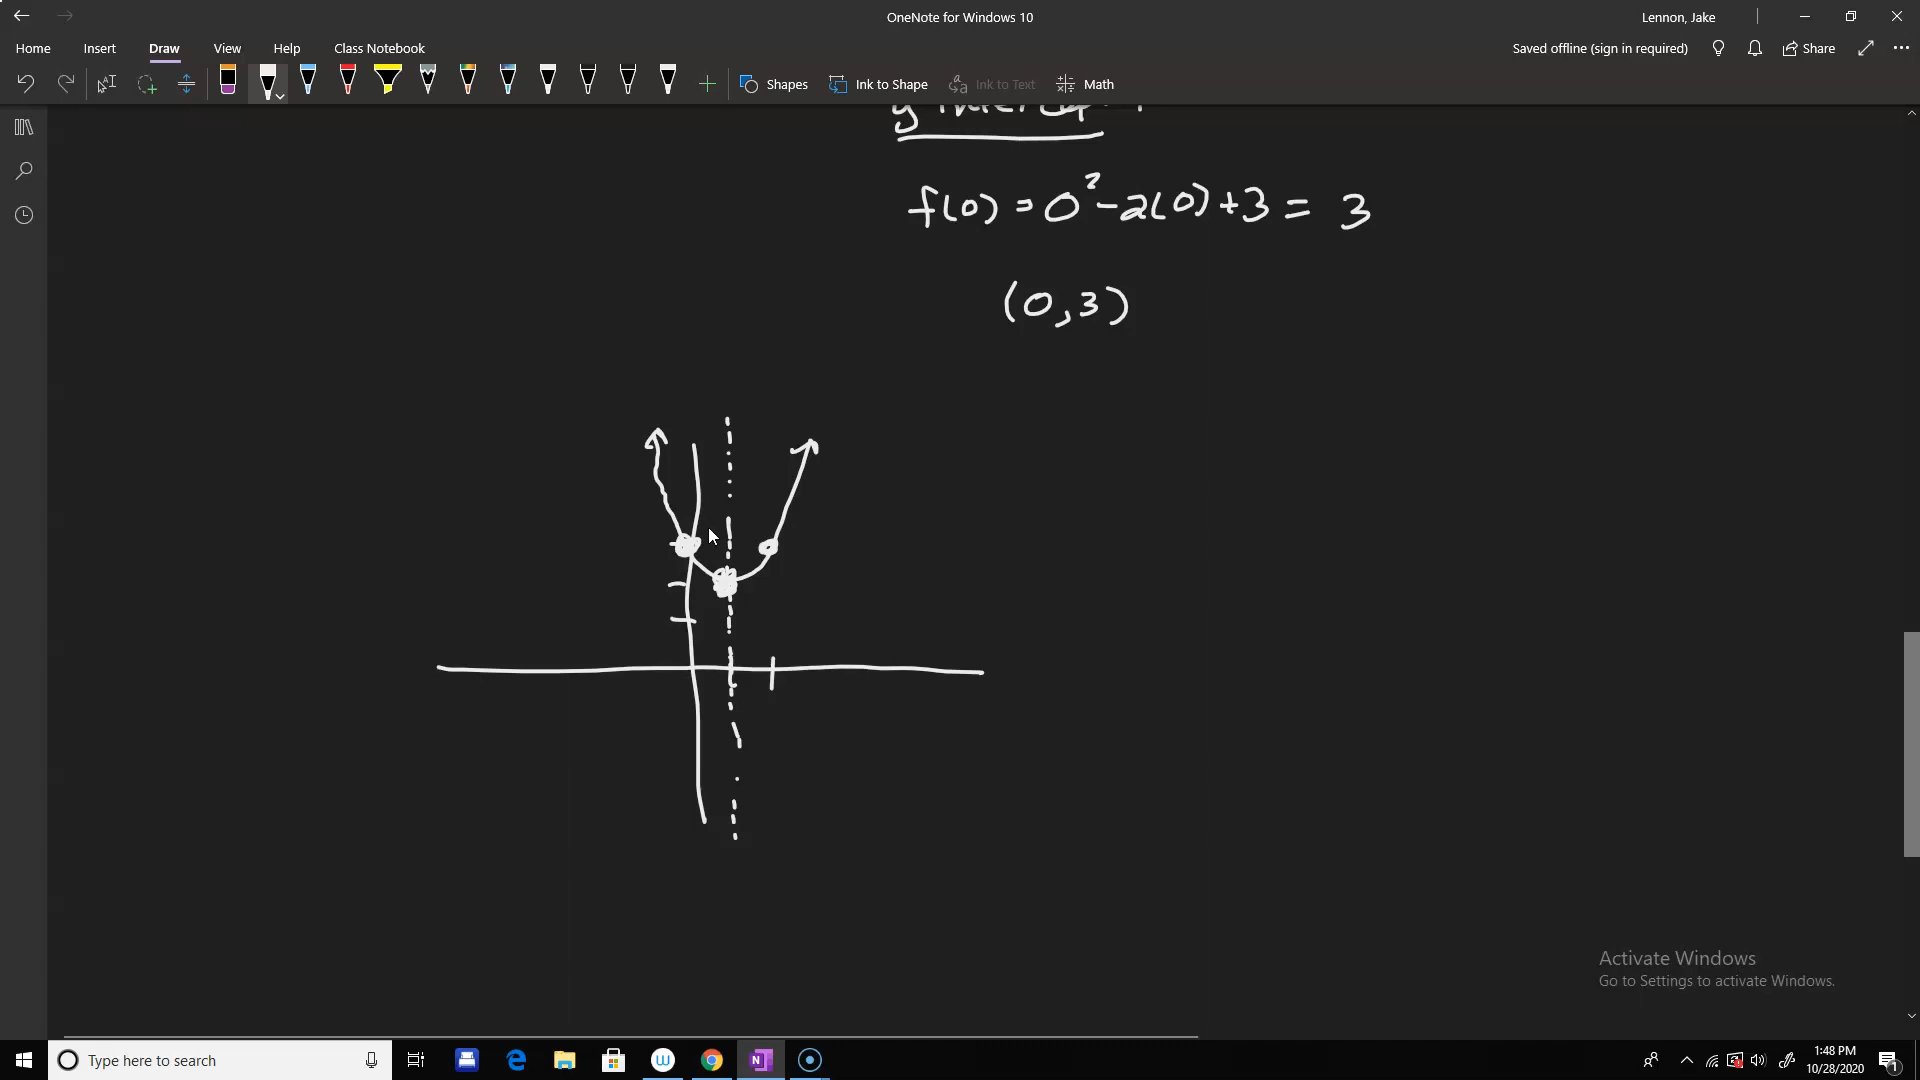 OneNote for Windows 10
Lennon, Jake
Home Insert Draw View Help Class Notebook
Saved offline (sign in required)
Share
Shapes
Ink to Shape
Ink to Text
Math
f(0) = 0² - 2(0) + 3 = 3
(0, 3)
Activate Windows
Go to Settings to activate Windows.
Type here to search
1:48 PM
10/28/2020
1